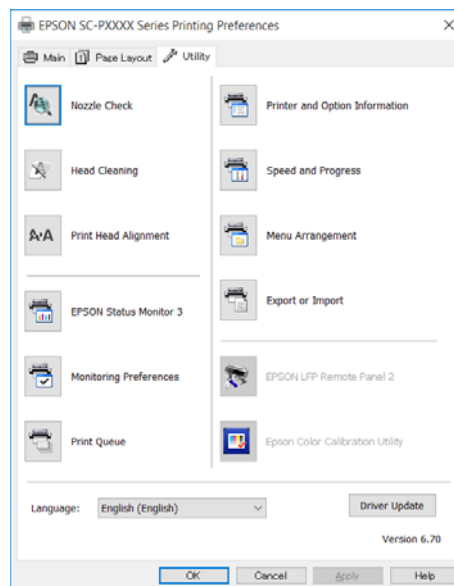 EPSON SC-PXXXX Series Printing Preferences
Main
Page Layout
Utility
Nozzle Check
Printer and Option Information
Head Cleaning
Speed and Progress
Print Head Alignment
Menu Arrangement
EPSON Status Monitor 3
Export or Import
Monitoring Preferences
EPSON LFP Remote Panel 2
Print Queue
Epson Color Calibration Utility
Language:
English (English)
Driver Update
Version 6.70
OK
Cancel
Apply
Help